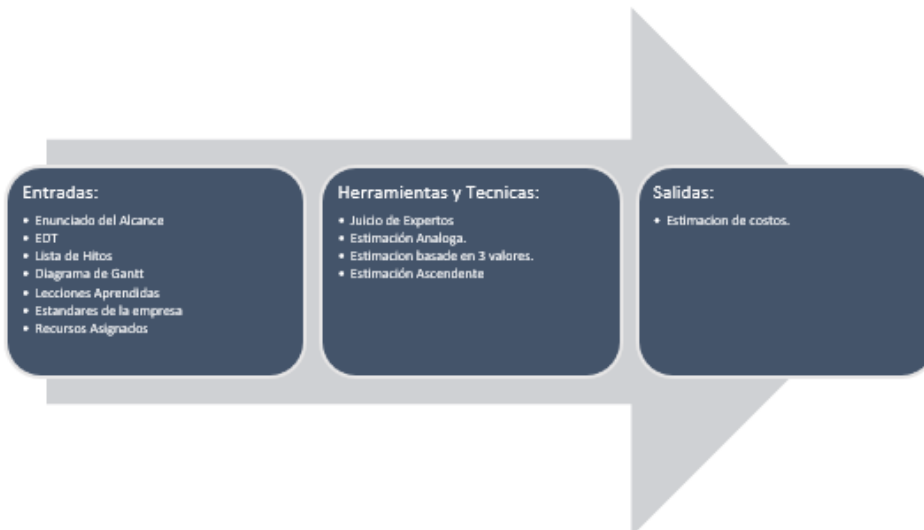 Entradas:
• Enunciado del Alcance
• EDT
• Lista de Hitos
• Diagrama de Gantt
• Lecciones Aprendidas
• Estandares de la empresa
• Recursos Asignados
Herramientas y Tecnicas:
• Juicio de Expertos
• Estimación Analoga.
• Estimacion basade en 3 valores.
• Estimación Ascendente
Salidas:
• Estimacion de costos.